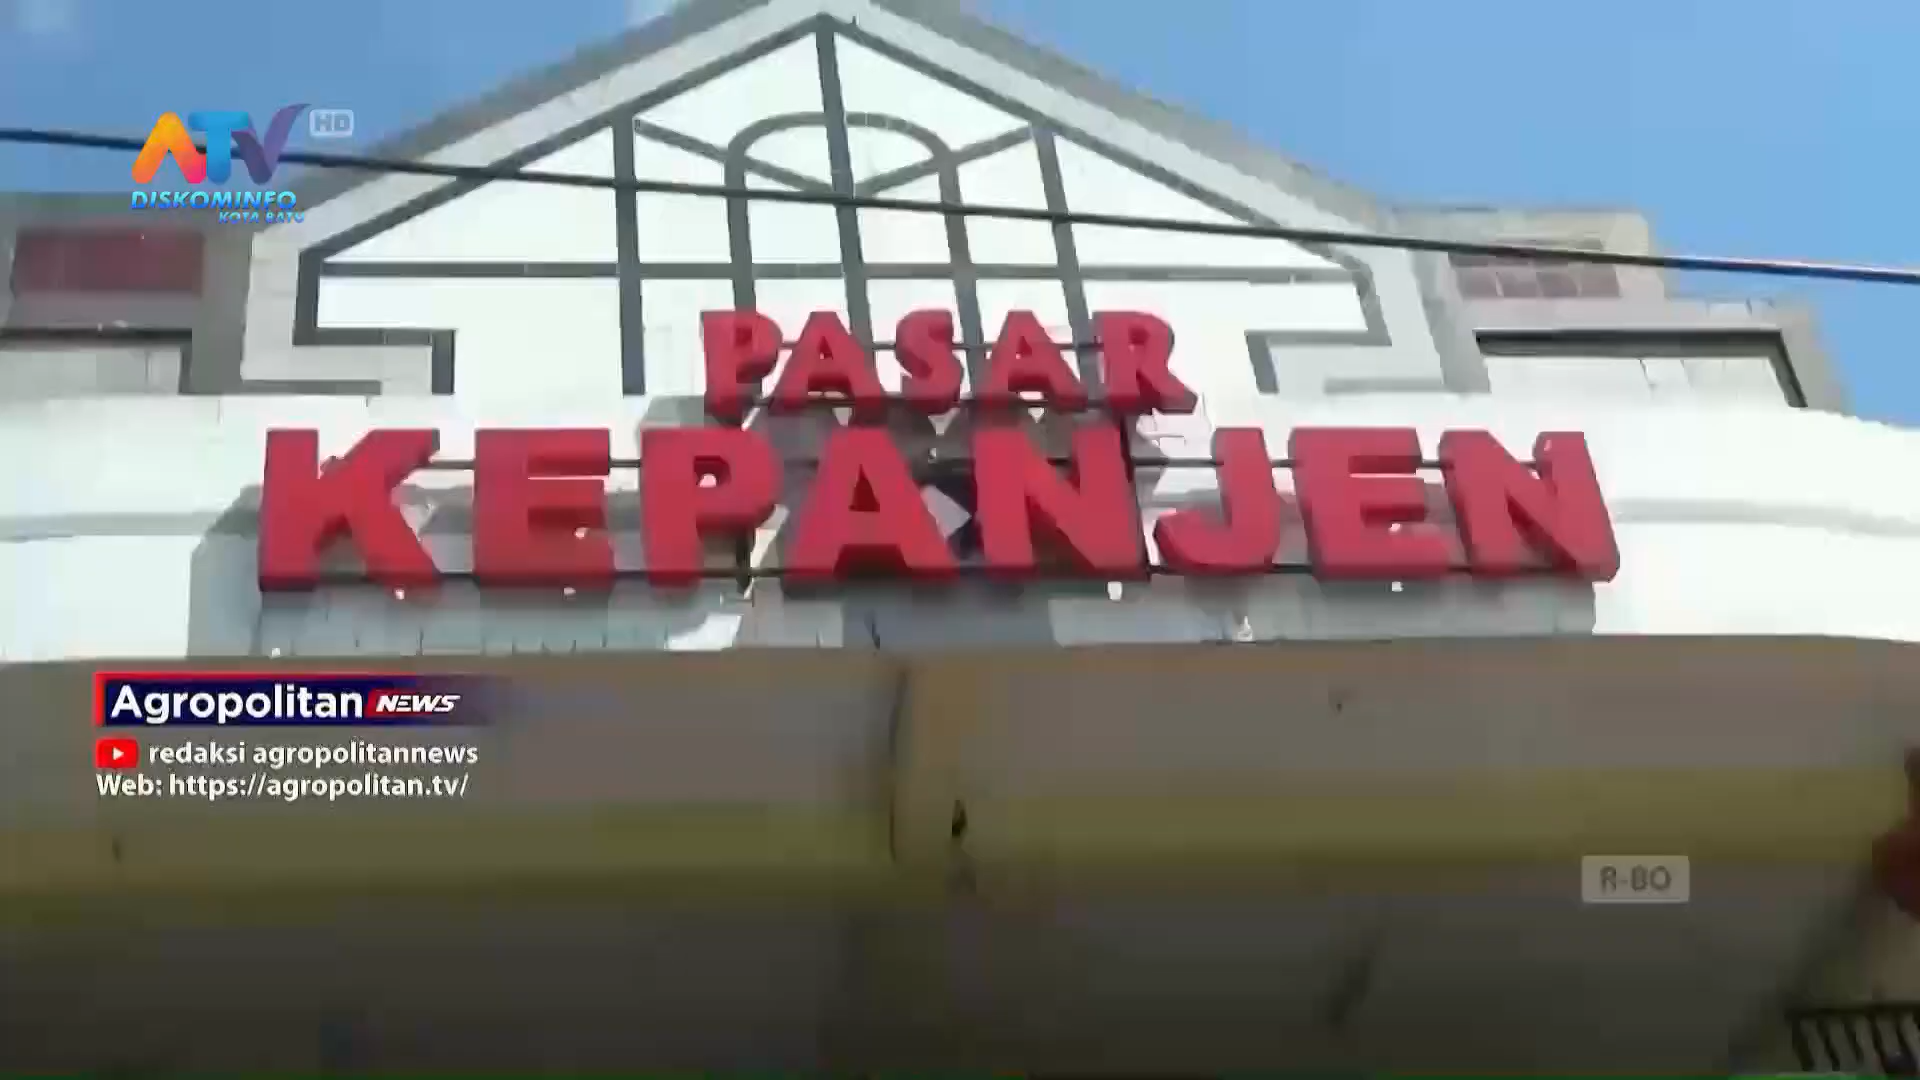 ATV HD
DISKOMINFO
KOTA BATU
PASAR
KEPANJEN
Agropolitan NEWS
redaksi agropolitannews
Web: https://agropolitan.tv/
R-BO